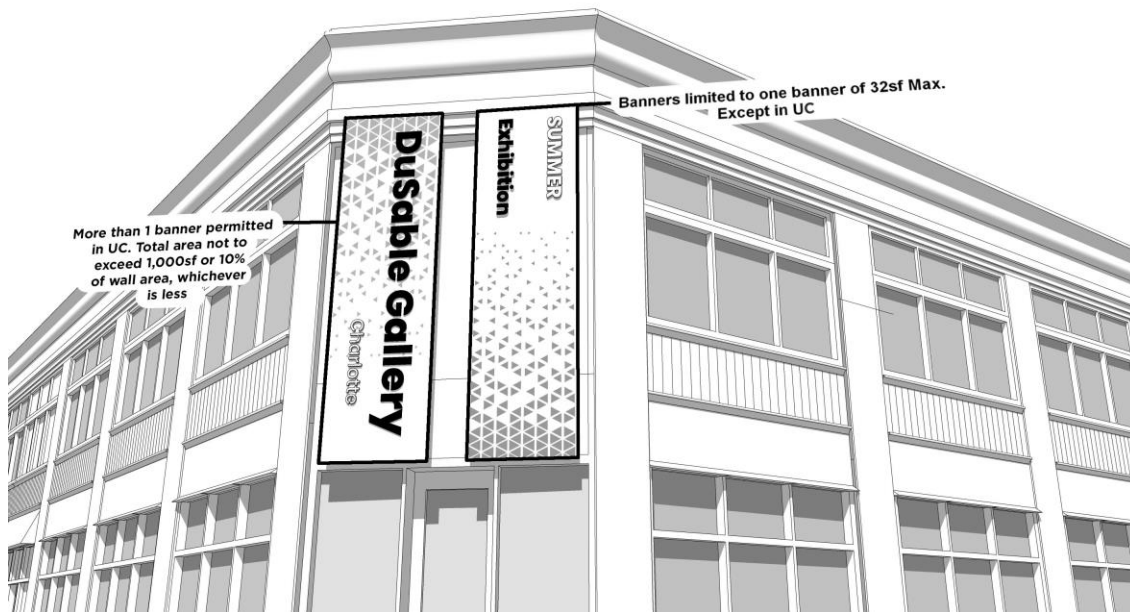 Banners limited to one banner of 32sf Max.
Except in UC
More than 1 banner permitted
in UC. Total area not to
exceed 1,000sf or 10%
of wall area, whichever
is less
DuSable Gallery
Charlotte
SUMMER
Exhibition